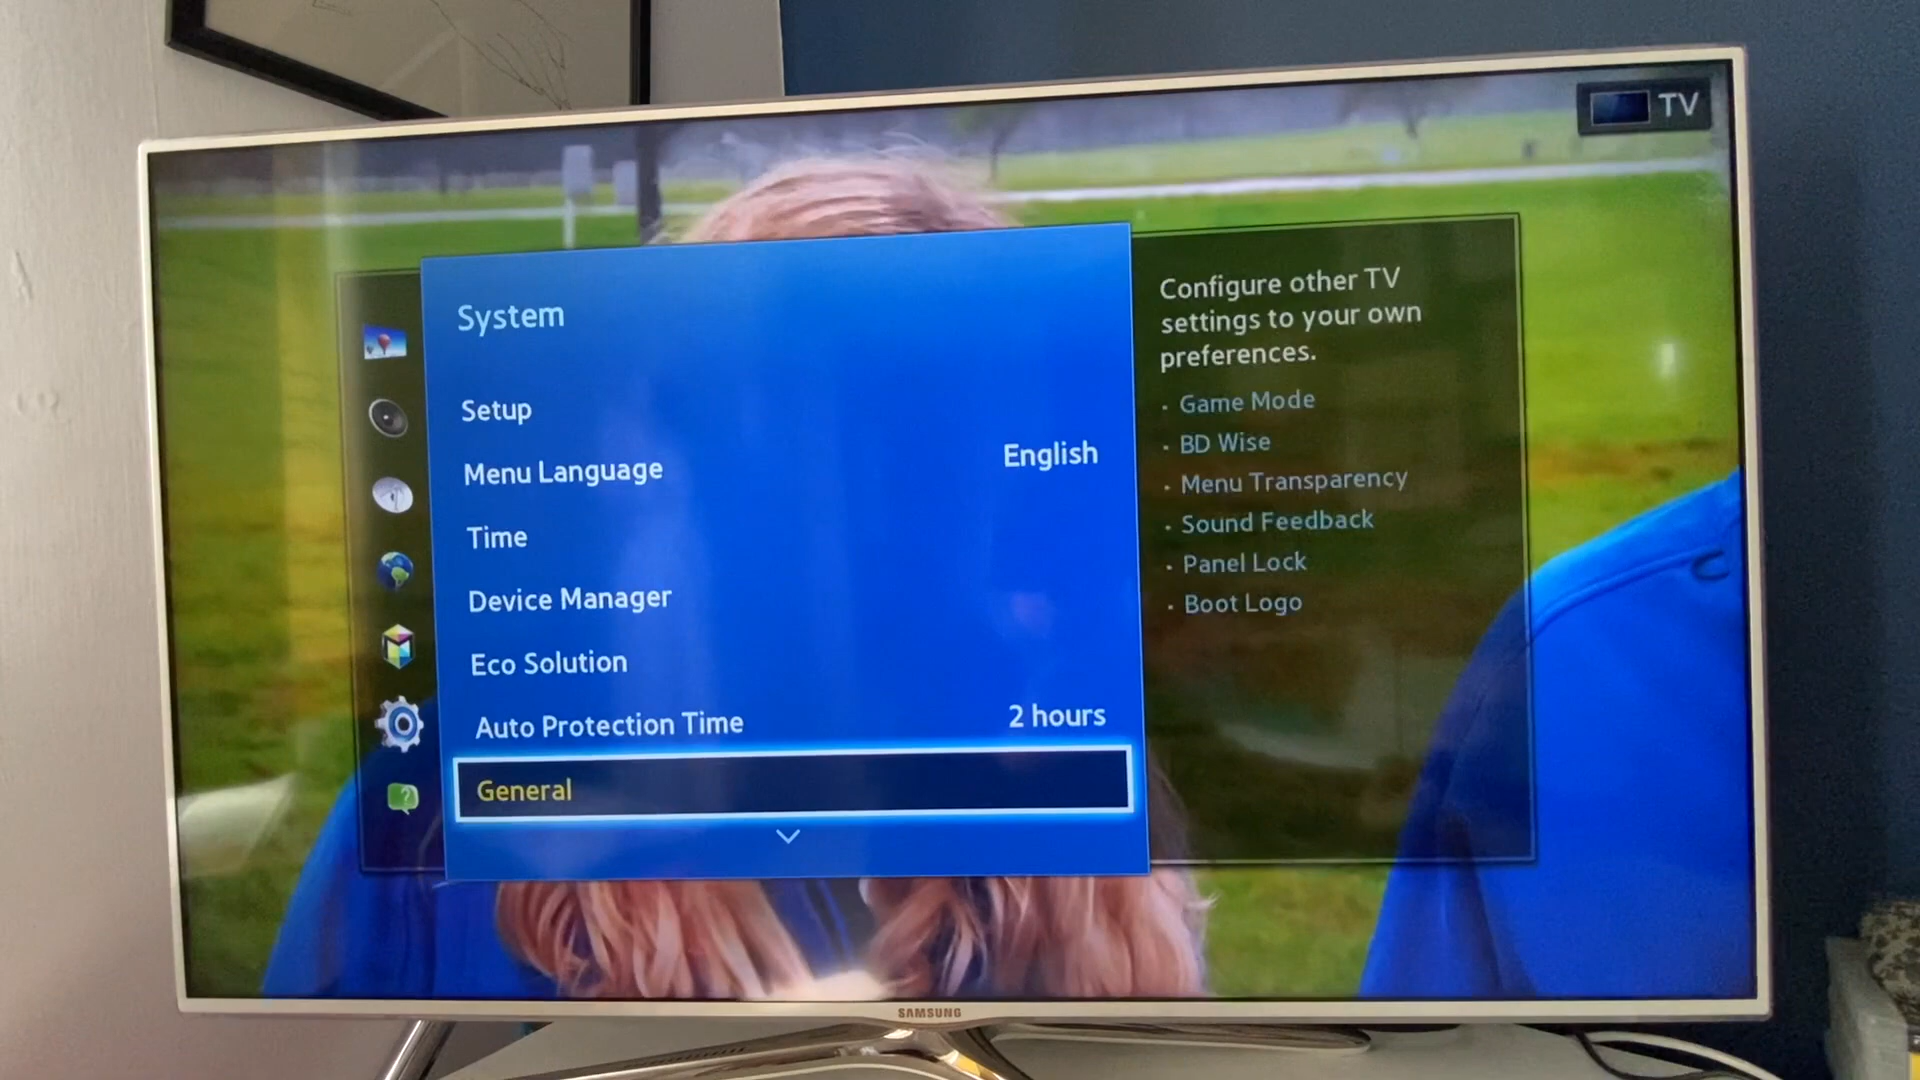 TV
System
Setup
Menu Language English
Time
Device Manager
Eco Solution
Auto Protection Time 2 hours
General
Configure other TV
settings to your own
preferences.
· Game Mode
· BD Wise
· Menu Transparency
· Sound Feedback
· Panel Lock
· Boot Logo
SAMSUNG